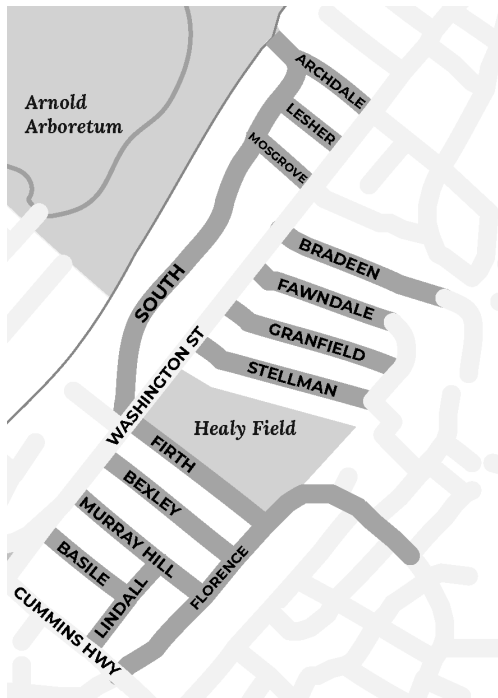 ARCHDALE
Arnold
Arboretum
LESHER
MOSGROVE
BRADEEN
SOUTH
FAWNDALE
GRANFIELD
WASHINGTON ST
STELLMAN
Healy Field
FIRTH
BEXLEY
MURRAY HILL
BASILE
FLORENCE
LINDALL
CUMMINS HWY